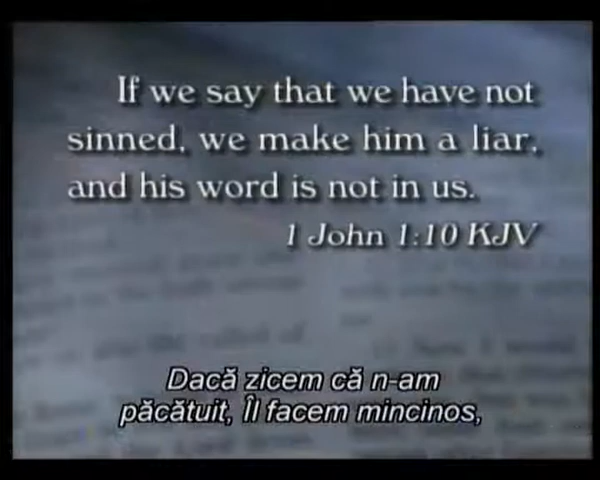 If we say that we have not
sinned, we make him a liar,
and his word is not in us.
1 John 1:10 KJV
Dacă zicem că n-am
păcătuit, Îl facem mincinos,